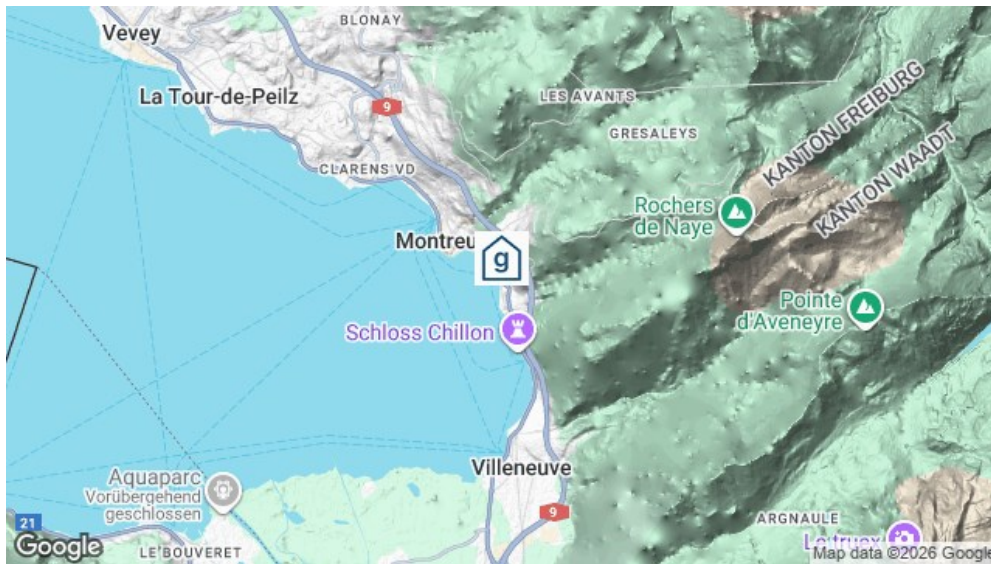 BLONAY
Vevey
La Tour-de-Peilz
9
LES AVANTS
GRESALEYS
KANTON FREIBURG
KANTON WAADT
CLARENS VD
Rochers
de Naye
Montreu
g
Pointe
d'Aveneyre
Schloss Chillon
Villeneuve
Aquaparc
Vorübergehend
geschlossen
9
21
ARGNAULE
Google
LE BOUVERET
Le truex
Map data ©2026 Google